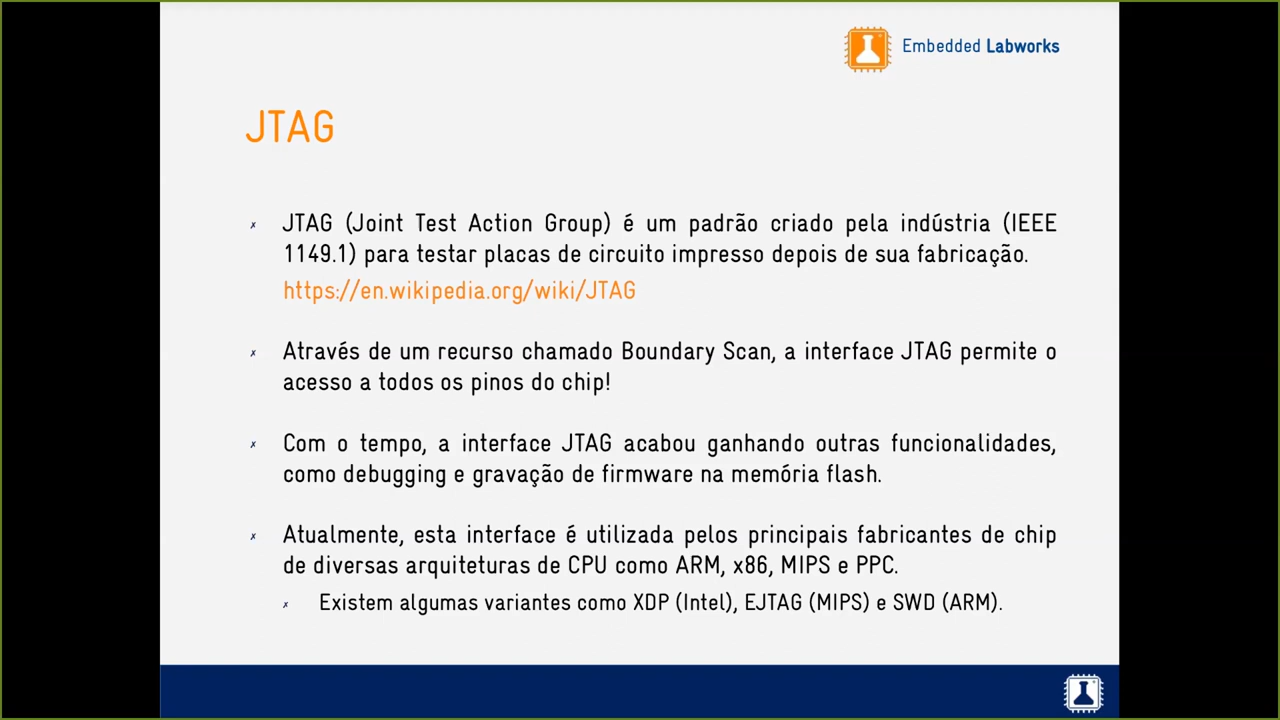 Embedded Labworks
JTAG
JTAG (Joint Test Action Group) é um padrão criado pela indústria (IEEE
1149.1) para testar placas de circuito impresso depois de sua fabricação.
https://en.wikipedia.org/wiki/JTAG
Através de um recurso chamado Boundary Scan, a interface JTAG permite o
acesso a todos os pinos do chip!
Com o tempo, a interface JTAG acabou ganhando outras funcionalidades,
como debugging e gravação de firmware na memória flash.
Atualmente, esta interface é utilizada pelos principais fabricantes de chip
de diversas arquiteturas de CPU como ARM, x86, MIPS e PPC.
Existem algumas variantes como XDP (Intel), EJTAG (MIPS) e SWD (ARM).